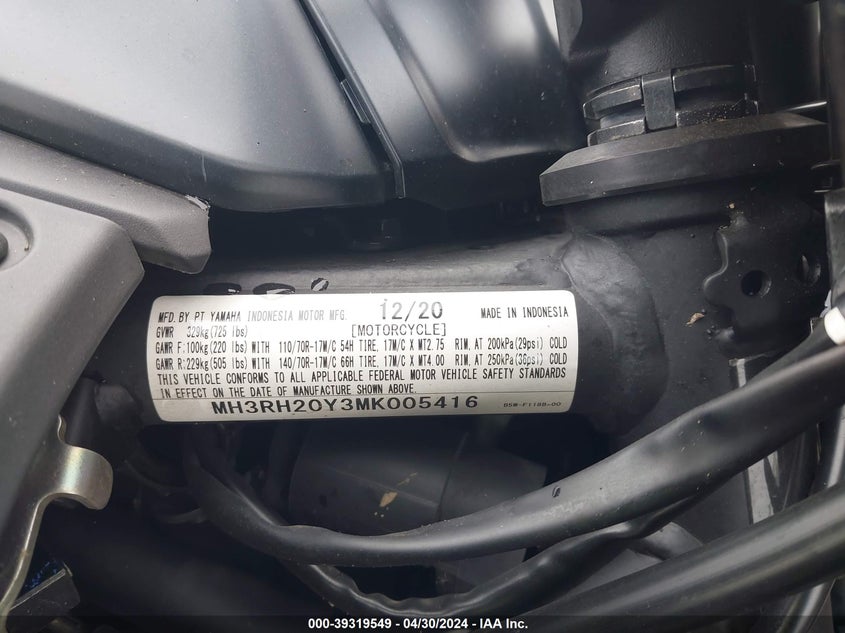 MFD. BY PT. YAMAHA INDONESIA MOTOR MFG. 12/20 MADE IN INDONESIA
GVWR 329kg(725 lbs) [MOTORCYCLE]
GAWR F:100kg(220 lbs) WITH 110/70R-17M/C 54H TIRE, 17M/C X MT2.75 RIM, AT 200kPa(29psi) COLD
GAWR R:229kg(505 lbs) WITH 140/70R-17M/C 66H TIRE, 17M/C X MT4.00 RIM, AT 250kPa(36psi) COLD
THIS VEHICLE CONFORMS TO ALL APPLICABLE FEDERAL MOTOR VEHICLE SAFETY STANDARDS
IN EFFECT ON THE DATE OF MANUFACTURE SHOWN ABOVE.
MH3RH20Y3MK005416 B5W-F118B-00
000-39319549 - 04/30/2024 - IAA Inc.